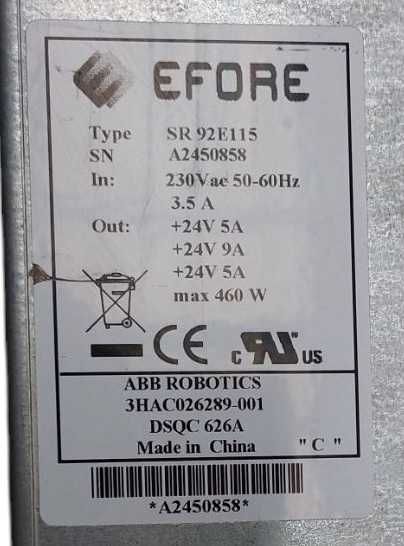 EFORE
Type SR 92E115
SN A2450858
In: 230Vac 50-60Hz
3.5 A
Out: +24V 5A
+24V 9A
+24V 5A
max 460 W
CE c RU US
ABB ROBOTICS
3HAC026289-001
DSQC 626A
Made in China "C"
*A2450858*